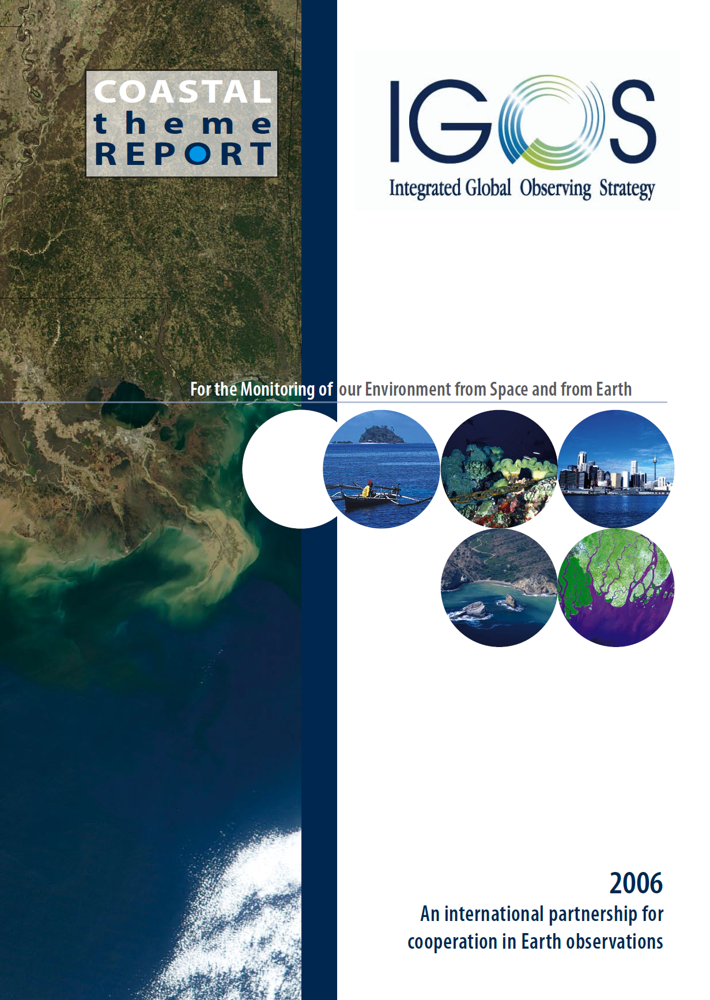 COASTAL
theme
REPORT
IGOS
Integrated Global Observing Strategy
For the Monitoring of our Environment from Space and from Earth
2006
An international partnership for
cooperation in Earth observations